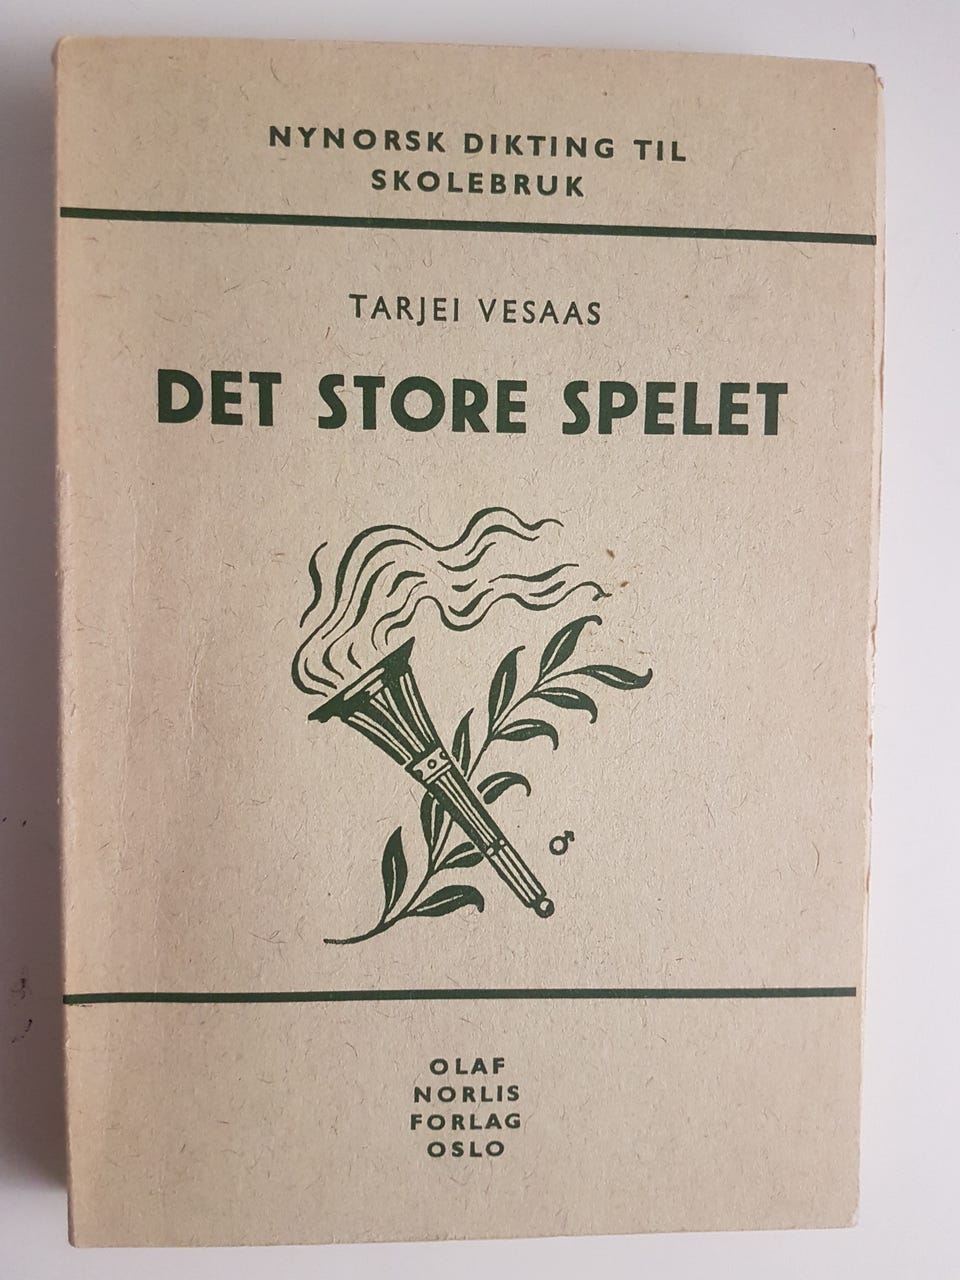 NYNORSK DIKTING TIL
SKOLEBRUK
TARJEI VESAAS
DET STORE SPELET
OLAF
NORLIS
FORLAG
OSLO